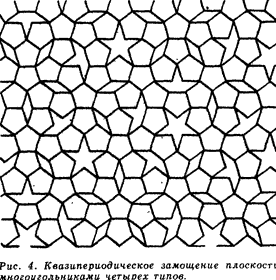 Рис. 4. Квазипериодическое замощение плоскости
многоугольниками четырех типов.